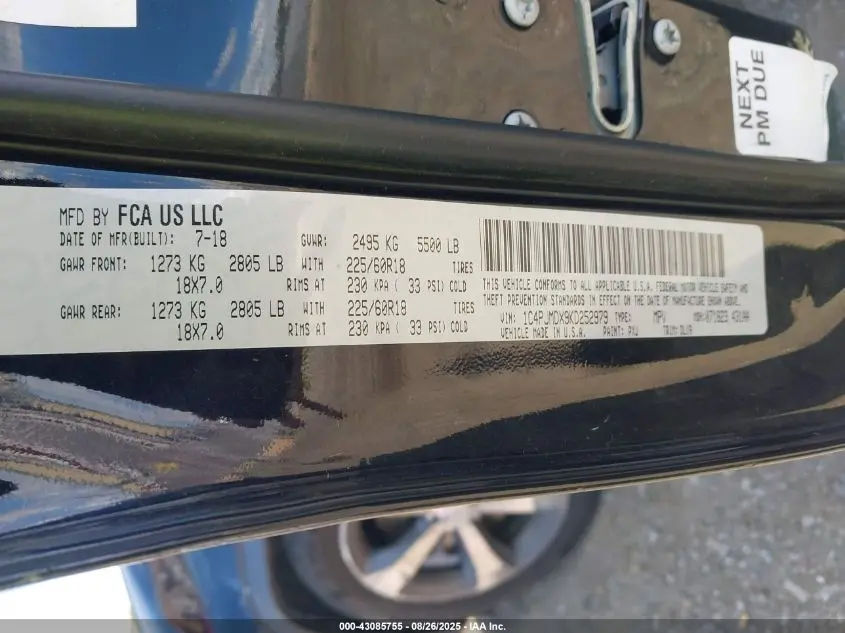 NEXT
PM DUE
MFD BY FCA US LLC
DATE OF MFR(BUILT): 7-18 GVWR: 2495 KG 5500 LB
GAWR FRONT: 1273 KG 2805 LB WITH 225/60R18 TIRES
18X7.0 RIMS AT 230 KPA ( 33 PSI) COLD
GAWR REAR: 1273 KG 2805 LB WITH 225/60R18 TIRES
18X7.0 RIMS AT 230 KPA ( 33 PSI) COLD
THIS VEHICLE CONFORMS TO ALL APPLICABLE U.S.A. FEDERAL MOTOR VEHICLE SAFETY AND
THEFT PREVENTION STANDARDS IN EFFECT ON THE DATE OF MANUFACTURE SHOWN ABOVE.
VIN: 1C4PJMDX9KD252979 TYPE: MPV
VEHICLE MADE IN U.S.A. PAINT: PXJ TRIM: DLX9
000-43085755 - 08/26/2025 - IAA, Inc.